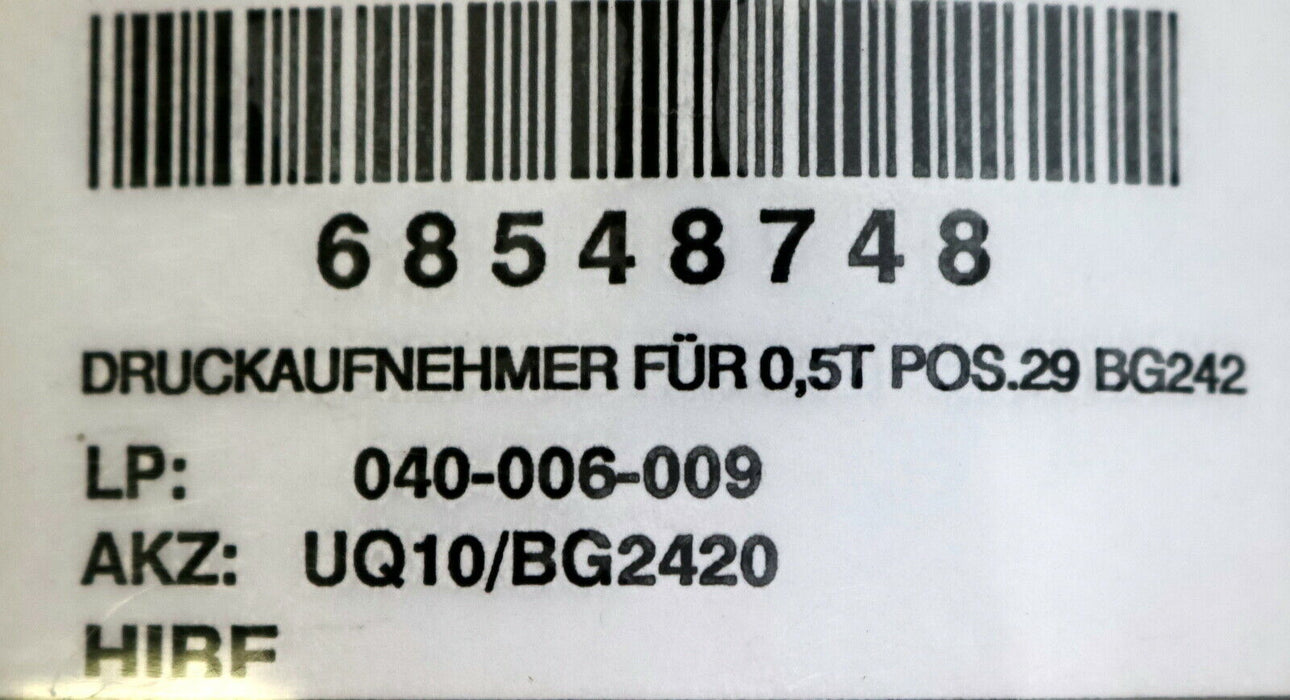 68548748
DRUCKAUFNEHMER FÜR 0,5T POS.29 BG242
LP: 040-006-009
AKZ: UQ10/BG2420